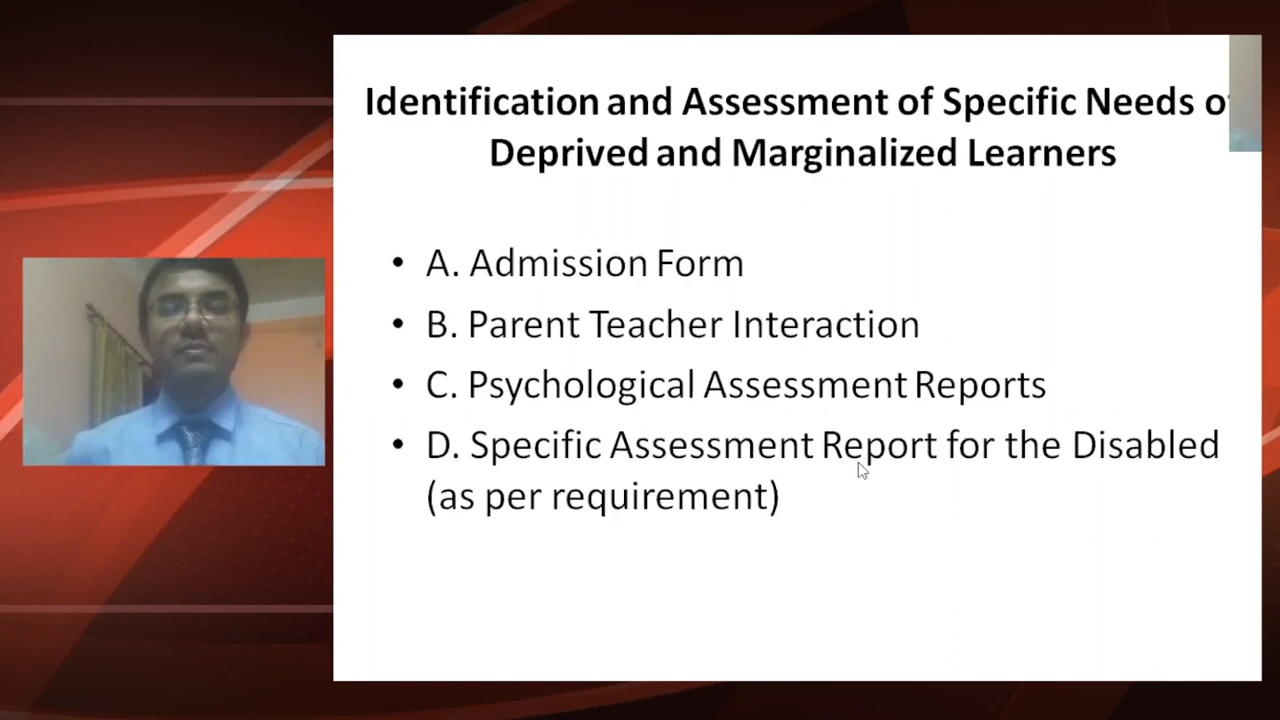 Identification and Assessment of Specific Needs of
Deprived and Marginalized Learners
• A. Admission Form
• B. Parent Teacher Interaction
• C. Psychological Assessment Reports
• D. Specific Assessment Report for the Disabled
(as per requirement)